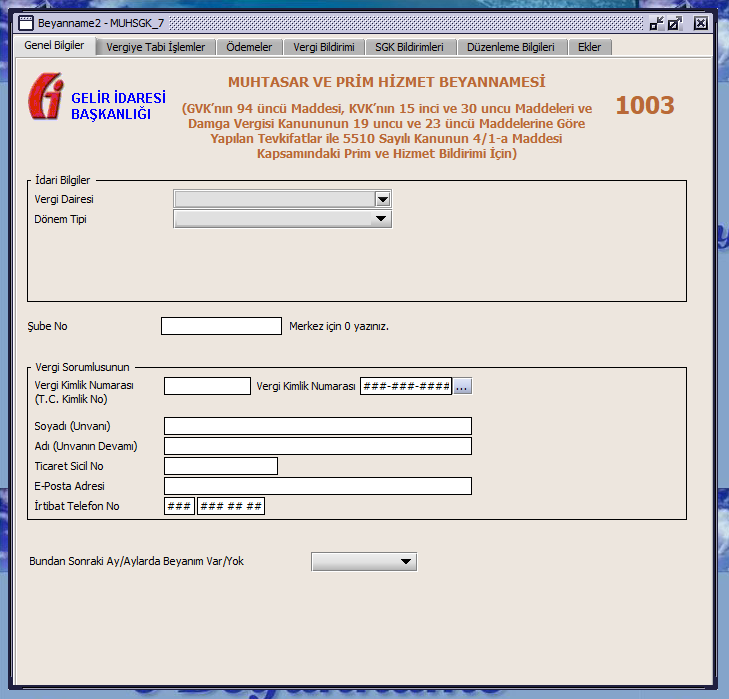 Beyanname2 - MUHSGK_7
Genel Bilgiler
Vergiye Tabi İşlemler
Ödemeler
Vergi Bildirimi
SGK Bildirimleri
Düzenleme Bilgileri
Ekler
GELİR İDARESİ
BAŞKANLIĞI
MUHTASAR VE PRİM HİZMET BEYANNAMESİ
(GVK'nın 94 üncü Maddesi, KVK'nın 15 inci ve 30 uncu Maddeleri ve
Damga Vergisi Kanununun 19 uncu ve 23 üncü Maddelerine Göre
Yapılan Tevkifatlar ile 5510 Sayılı Kanunun 4/1-a Maddesi
Kapsamındaki Prim ve Hizmet Bildirimi İçin)
1003
İdari Bilgiler
Vergi Dairesi
Dönem Tipi
Şube No
Merkez için 0 yazınız.
Vergi Sorumlusunun
Vergi Kimlik Numarası
(T.C. Kimlik No)
Vergi Kimlik Numarası ###-###-#### ...
Soyadı (Unvanı)
Adı (Unvanın Devamı)
Ticaret Sicil No
E-Posta Adresi
İrtibat Telefon No ### ### ## ##
Bundan Sonraki Ay/Aylarda Beyanım Var/Yok